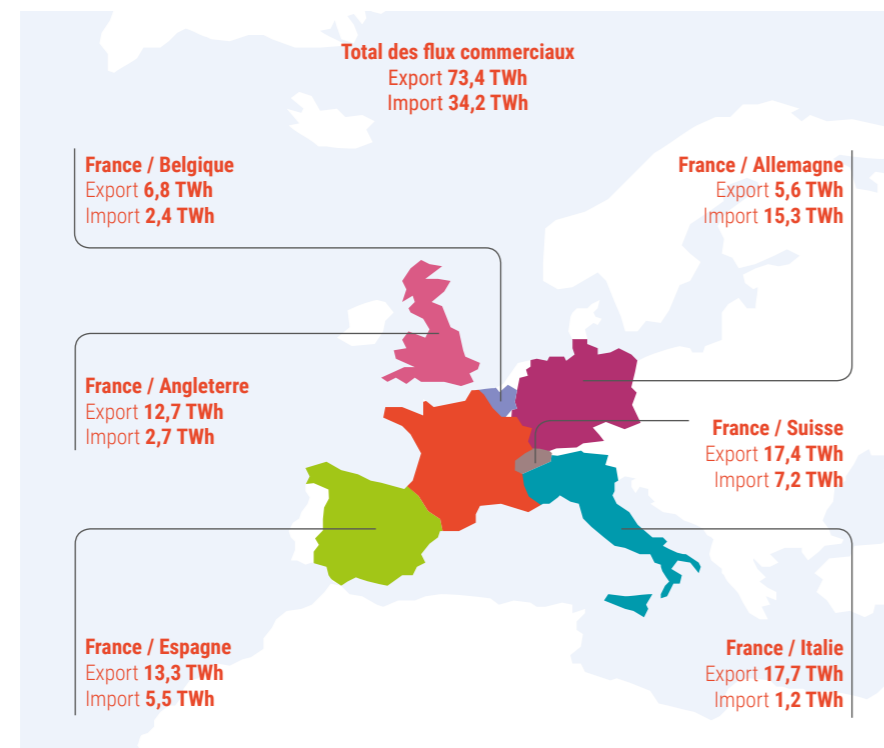 Total des flux commerciaux
Export 73,4 TWh
Import 34,2 TWh
France / Belgique
Export 6,8 TWh
Import 2,4 TWh
France / Allemagne
Export 5,6 TWh
Import 15,3 TWh
France / Angleterre
Export 12,7 TWh
Import 2,7 TWh
France / Suisse
Export 17,4 TWh
Import 7,2 TWh
France / Espagne
Export 13,3 TWh
Import 5,5 TWh
France / Italie
Export 17,7 TWh
Import 1,2 TWh